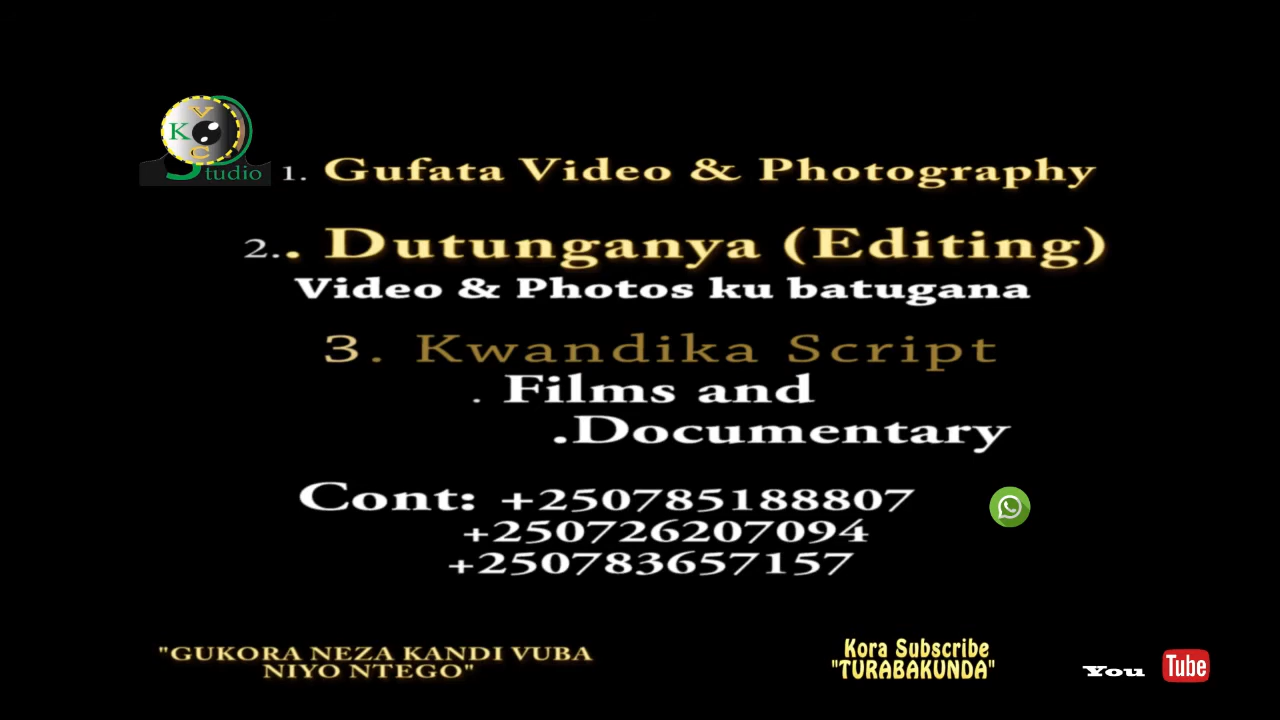 K V C
Studio
1. Gufata Video & Photography
2.. Dutunganya (Editing)
Video & Photos ku batugana
3. Kwandika Script
. Films and
.Documentary
Cont: +250785188807
+250726207094
+250783657157
"GUKORA NEZA KANDI VUBA
NIYO NTEGO"
Kora Subscribe
"TURABAKUNDA"
You Tube